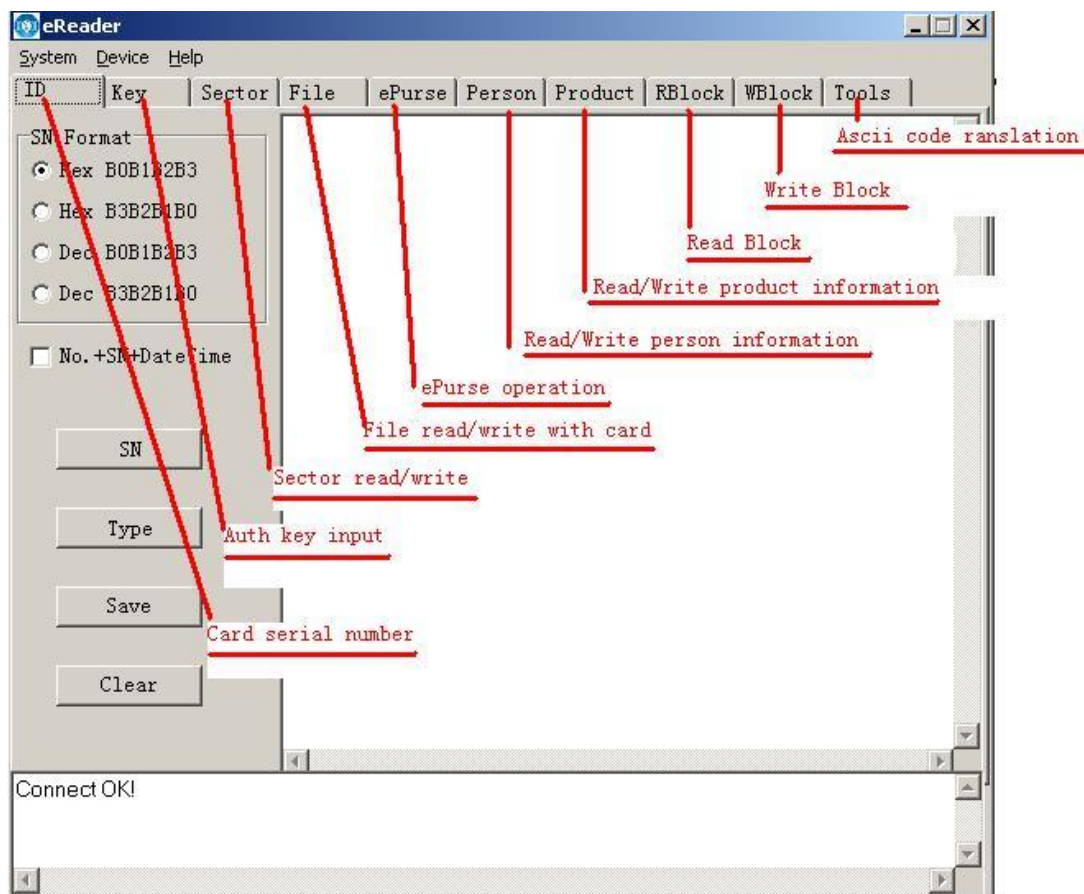 eReader
System Device Help
ID Key Sector File ePurse Person Product RBlock WBlock Tools
Ascii code ranslation
SN Format
Hex B0B1B2B3
Write Block
Hex B3B2B1B0
Read Block
Dec B0B1B2B3
Read/Write product information
Dec B3B2B1B0
Read/Write person information
No.+SN+DateTime
ePurse operation
File read/write with card
SN
Sector read/write
Type
Auth key input
Save
Card serial number
Clear
Connect OK!